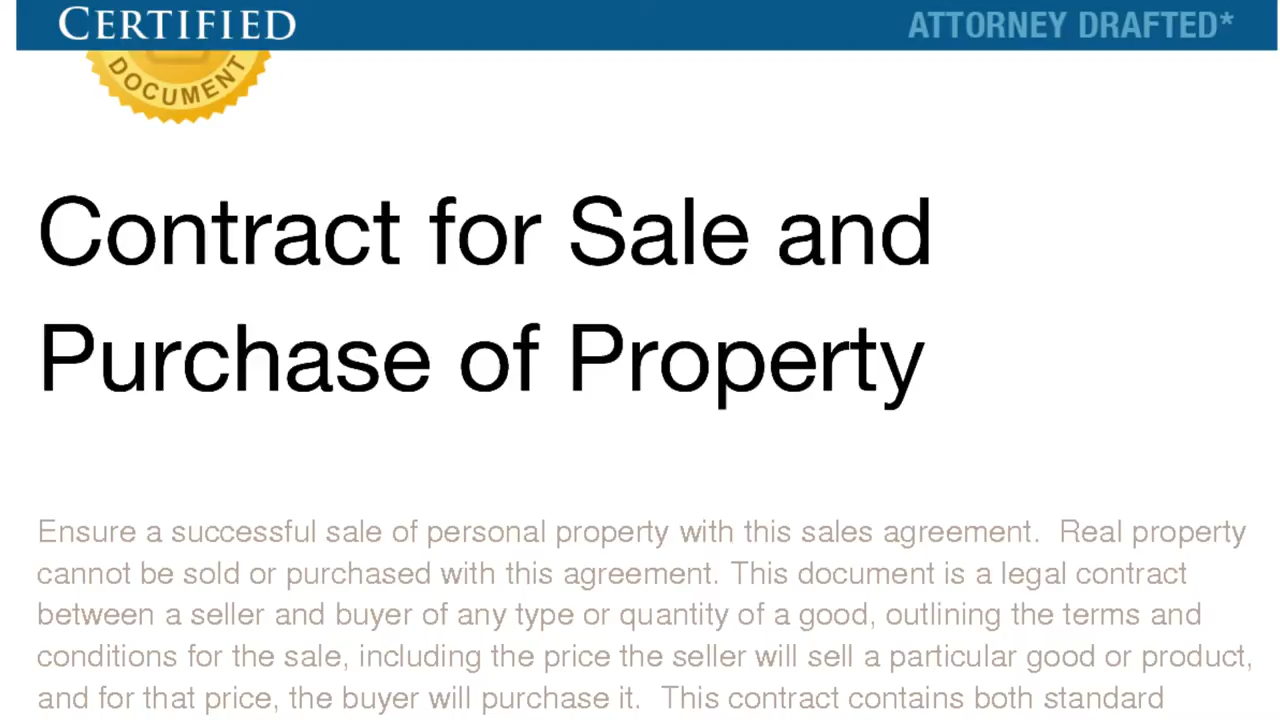 CERTIFIED
ATTORNEY DRAFTED*
DOCUMENT
Contract for Sale and
Purchase of Property
Ensure a successful sale of personal property with this sales agreement.  Real property
cannot be sold or purchased with this agreement. This document is a legal contract
between a seller and buyer of any type or quantity of a good, outlining the terms and
conditions for the sale, including the price the seller will sell a particular good or product,
and for that price, the buyer will purchase it.  This contract contains both standard